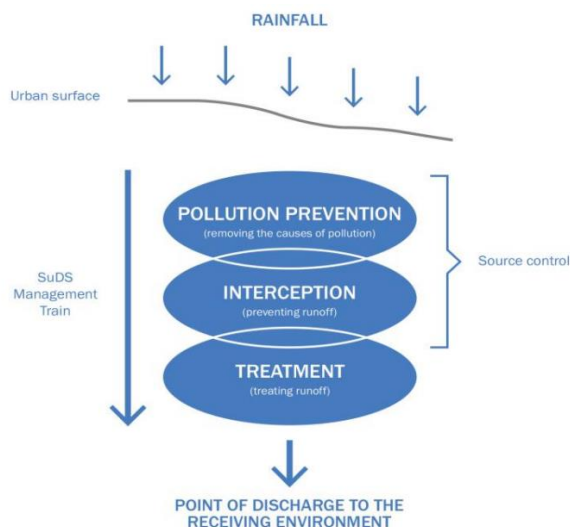 RAINFALL
Urban surface
POLLUTION PREVENTION
(removing the causes of pollution)
Source control
INTERCEPTION
(preventing runoff)
SuDS
Management
Train
TREATMENT
(treating runoff)
POINT OF DISCHARGE TO THE
RECEIVING ENVIRONMENT